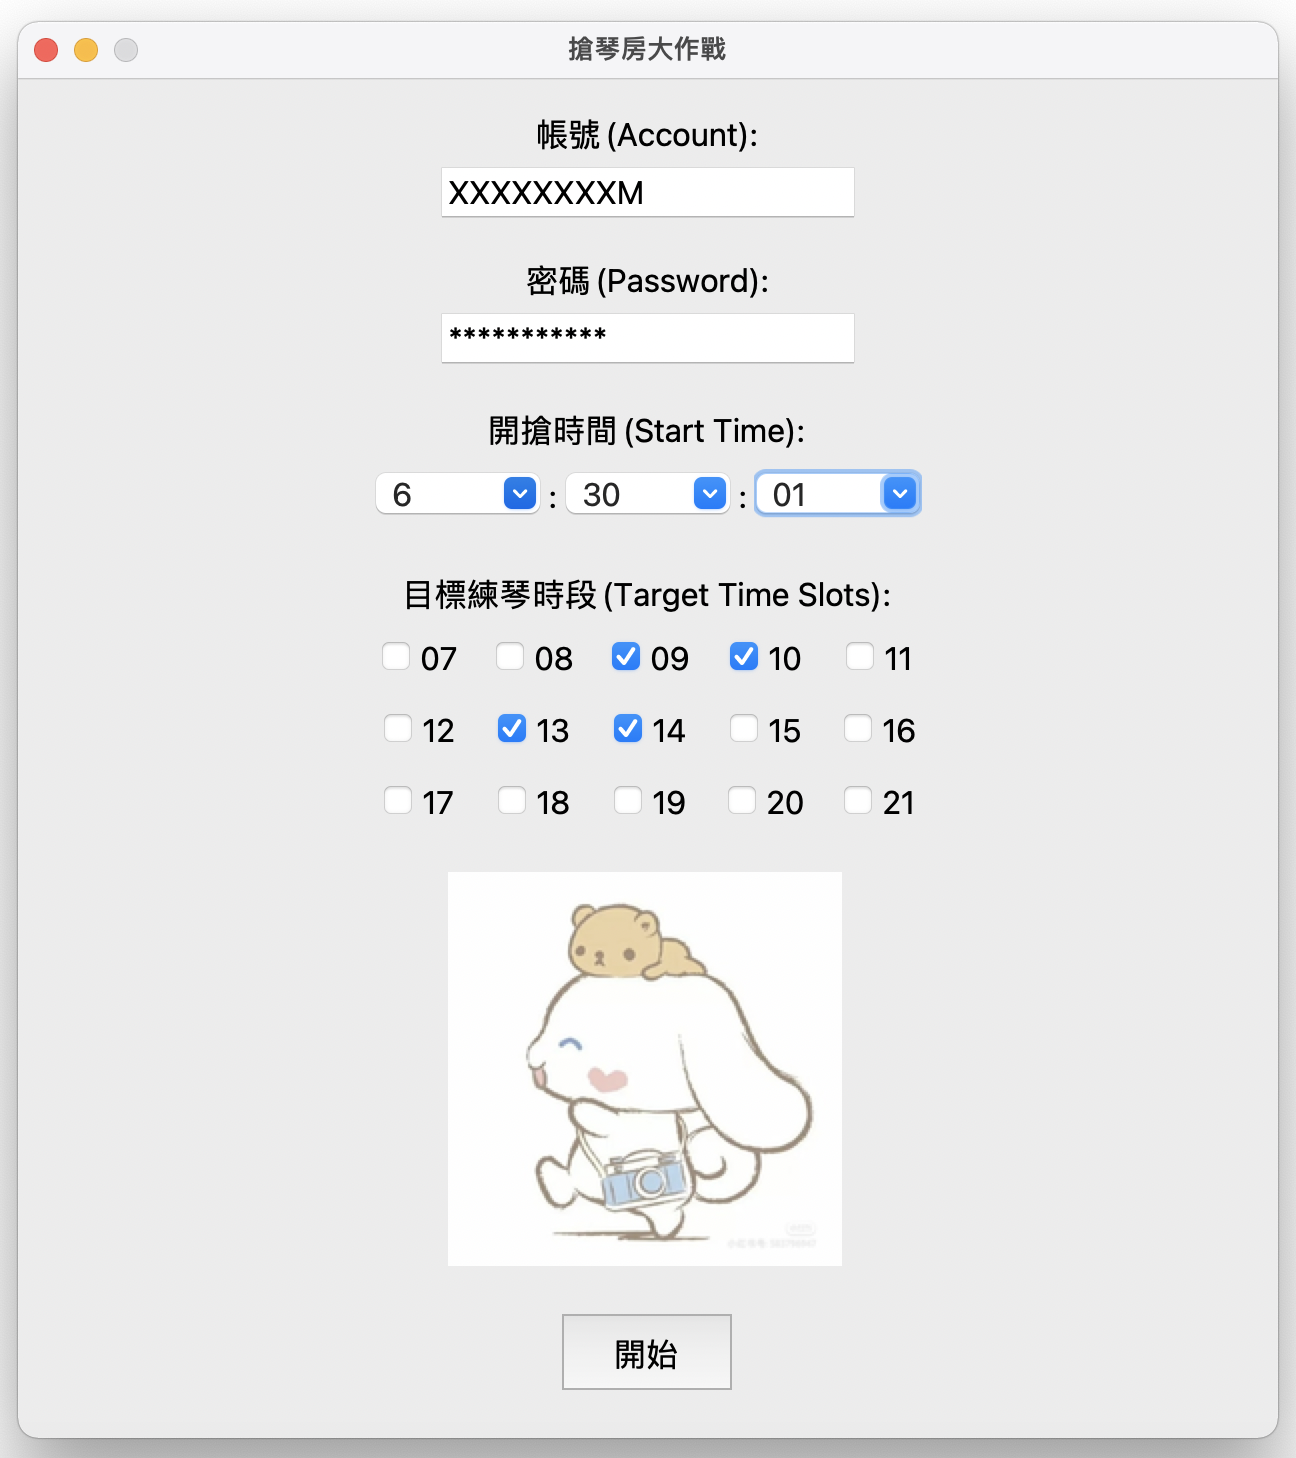 搶琴房大作戰
帳號 (Account):
XXXXXXXXM
密碼 (Password):
***********
開搶時間 (Start Time):
6 : 30 : 01
目標練琴時段 (Target Time Slots):
07 08 09 10 11
12 13 14 15 16
17 18 19 20 21
開始